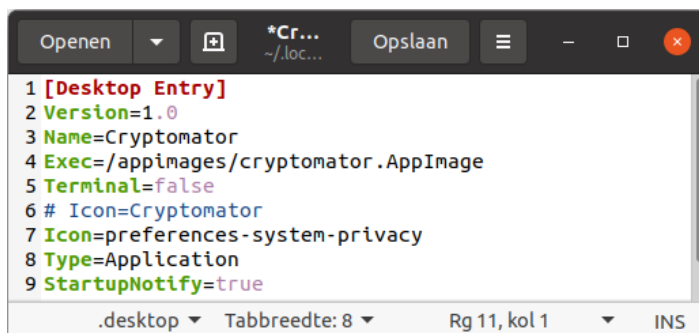 Openen
*Cr...
~/.loc...
Opslaan
1 [Desktop Entry]
2 Version=1.0
3 Name=Cryptomator
4 Exec=/appimages/cryptomator.AppImage
5 Terminal=false
6 # Icon=Cryptomator
7 Icon=preferences-system-privacy
8 Type=Application
9 StartupNotify=true
.desktop Tabbreedte: 8 Rg 11, kol 1 INS